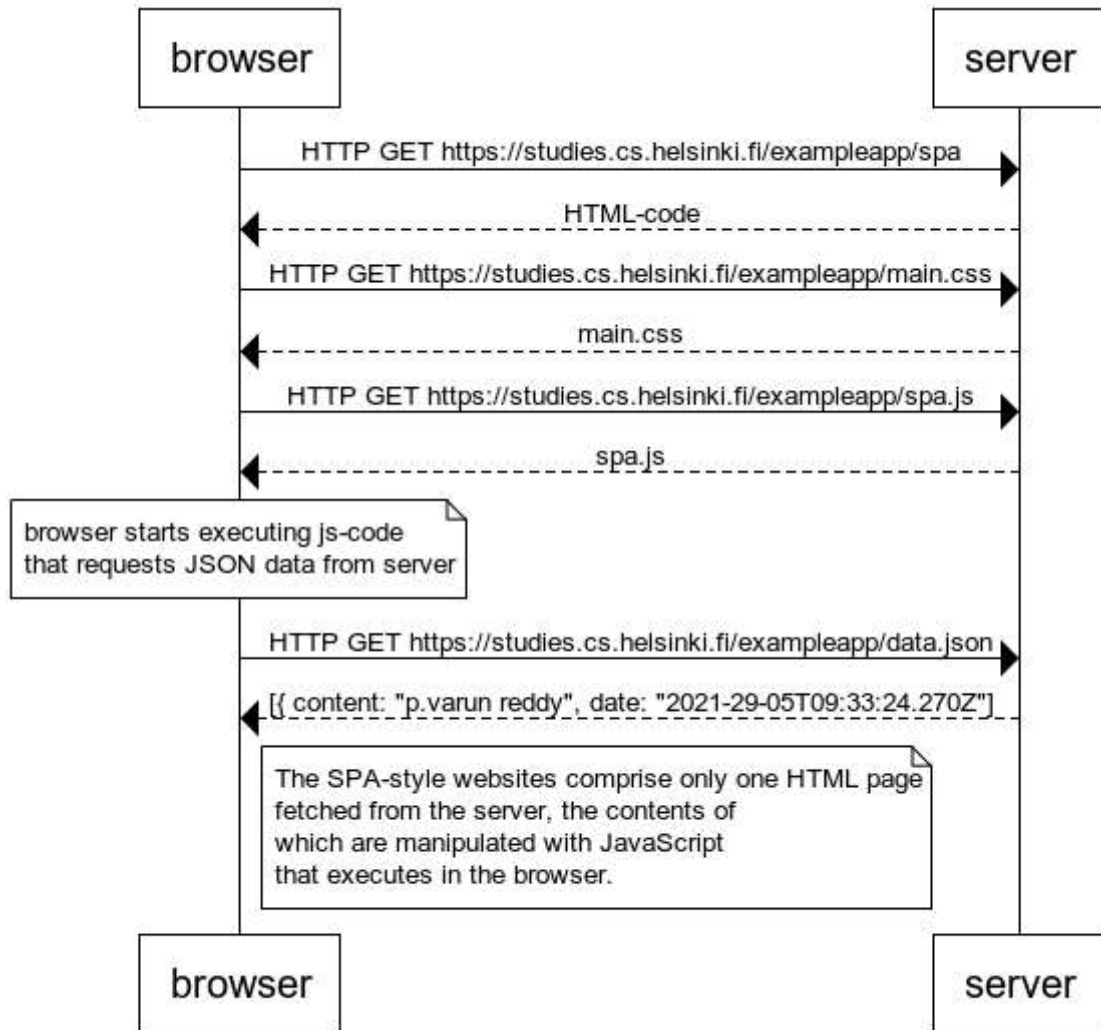 browser
server
HTTP GET https://studies.cs.helsinki.fi/exampleapp/spa
HTML-code
HTTP GET https://studies.cs.helsinki.fi/exampleapp/main.css
main.css
HTTP GET https://studies.cs.helsinki.fi/exampleapp/spa.js
spa.js
browser starts executing js-code
that requests JSON data from server
HTTP GET https://studies.cs.helsinki.fi/exampleapp/data.json
[{ content: "p.varun reddy", date: "2021-29-05T09:33:24.270Z"]
The SPA-style websites comprise only one HTML page
fetched from the server, the contents of
which are manipulated with JavaScript
that executes in the browser.
browser
server